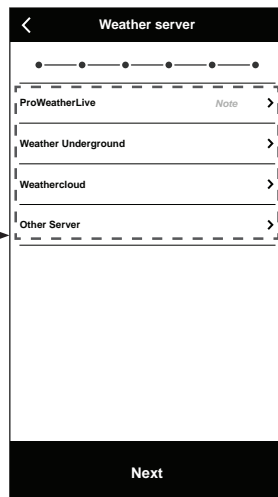 Weather server
ProWeatherLive Note
Weather Underground
Weathercloud
Other Server
Next